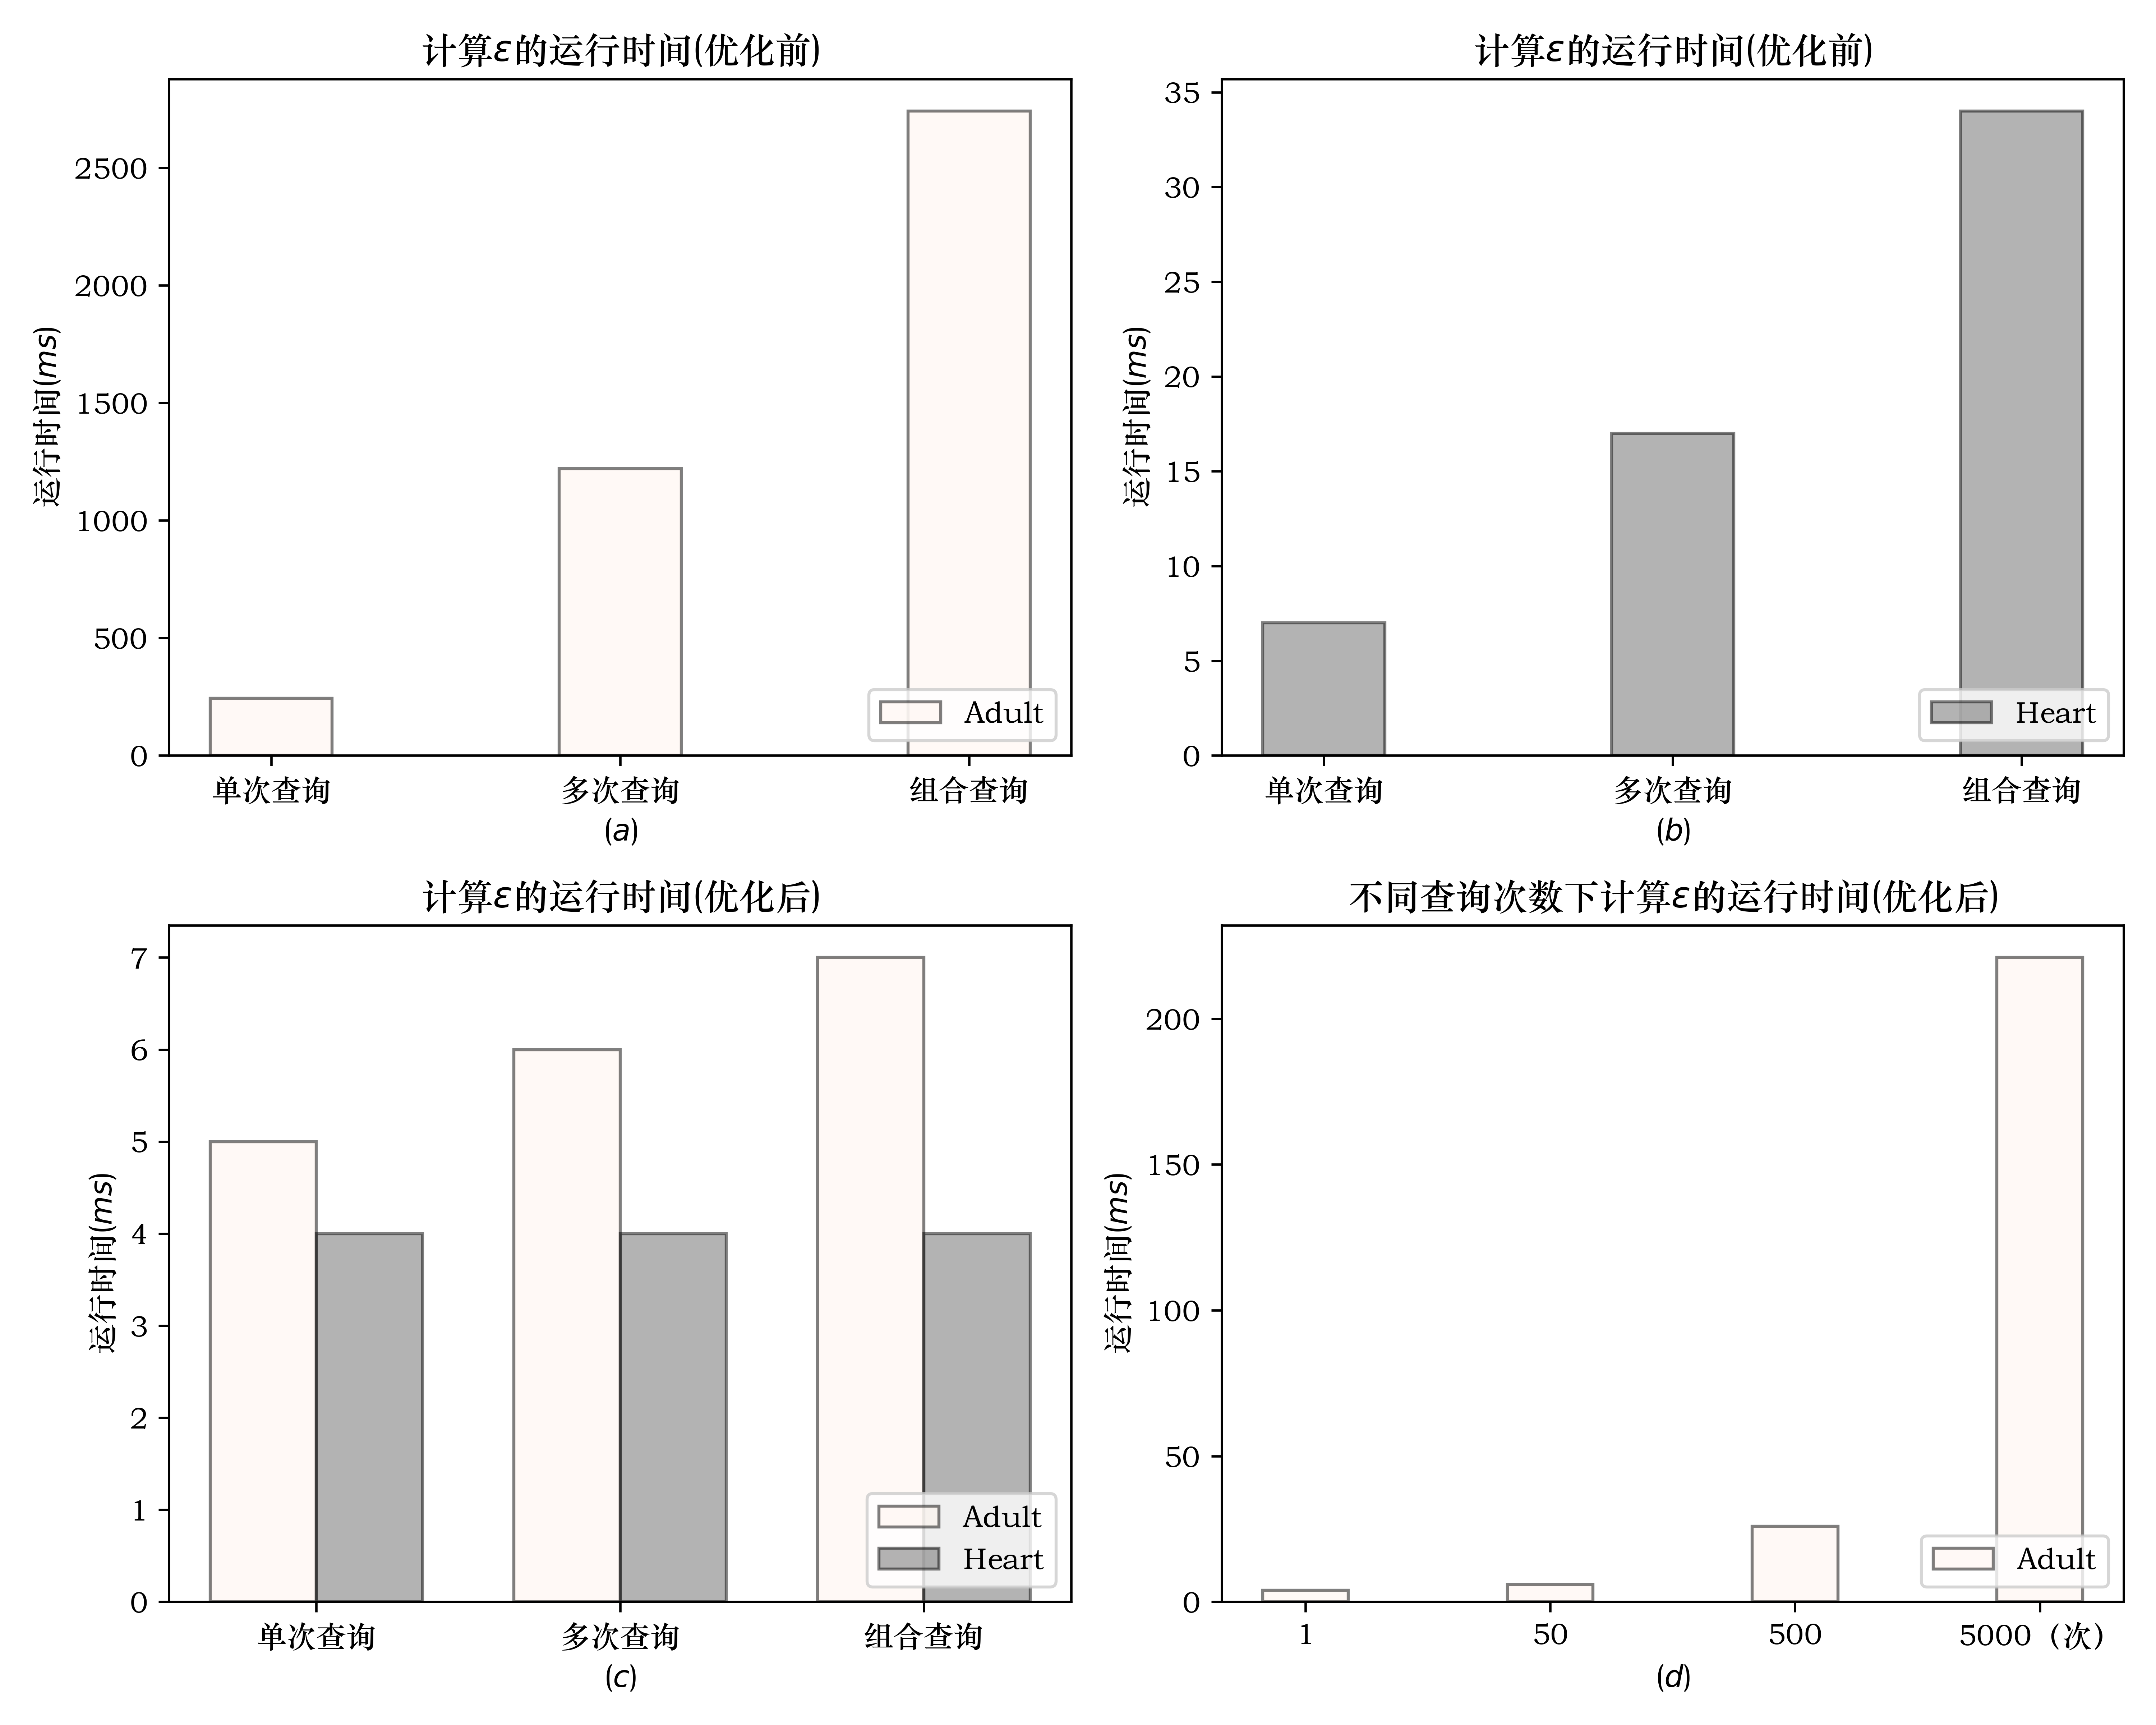 计算ε的运行时间(优化前)
运行时间(ms)
2500
2000
1500
1000
500
0
Adult
单次查询 多次查询 组合查询
(a)
计算ε的运行时间(优化前)
运行时间(ms)
35
30
25
20
15
10
5
0
Heart
单次查询 多次查询 组合查询
(b)
计算ε的运行时间(优化后)
运行时间(ms)
7
6
5
4
3
2
1
0
Adult
Heart
单次查询 多次查询 组合查询
(c)
不同查询次数下计算ε的运行时间(优化后)
运行时间(ms)
200
150
100
50
0
Adult
1 50 500 5000（次）
(d)